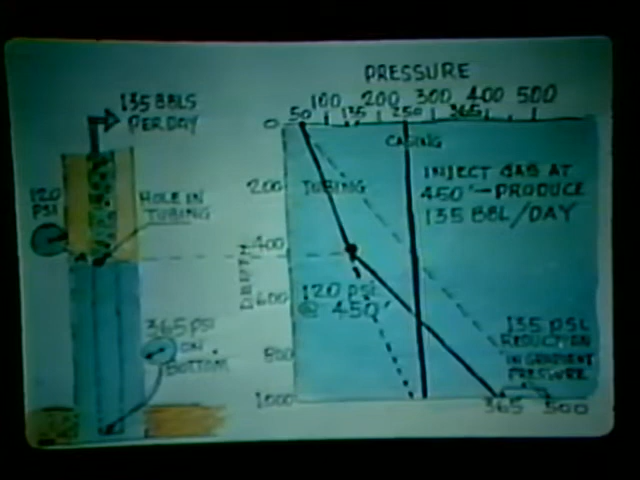 135 BBLS
PER DAY
120
PSI
HOLE IN
TUBING
365 PSI
ON
BOTTOM
PRESSURE
50 100 135 200 250 300 365 400 500
0
200
400
600
800
1000
DEPTH
CASING
TUBING
INJECT GAS AT
450' — PRODUCE
135 BBL/DAY
120 PSI
@ 450'
135 PSI
REDUCTION
IN GRADIENT
PRESSURE
365 500